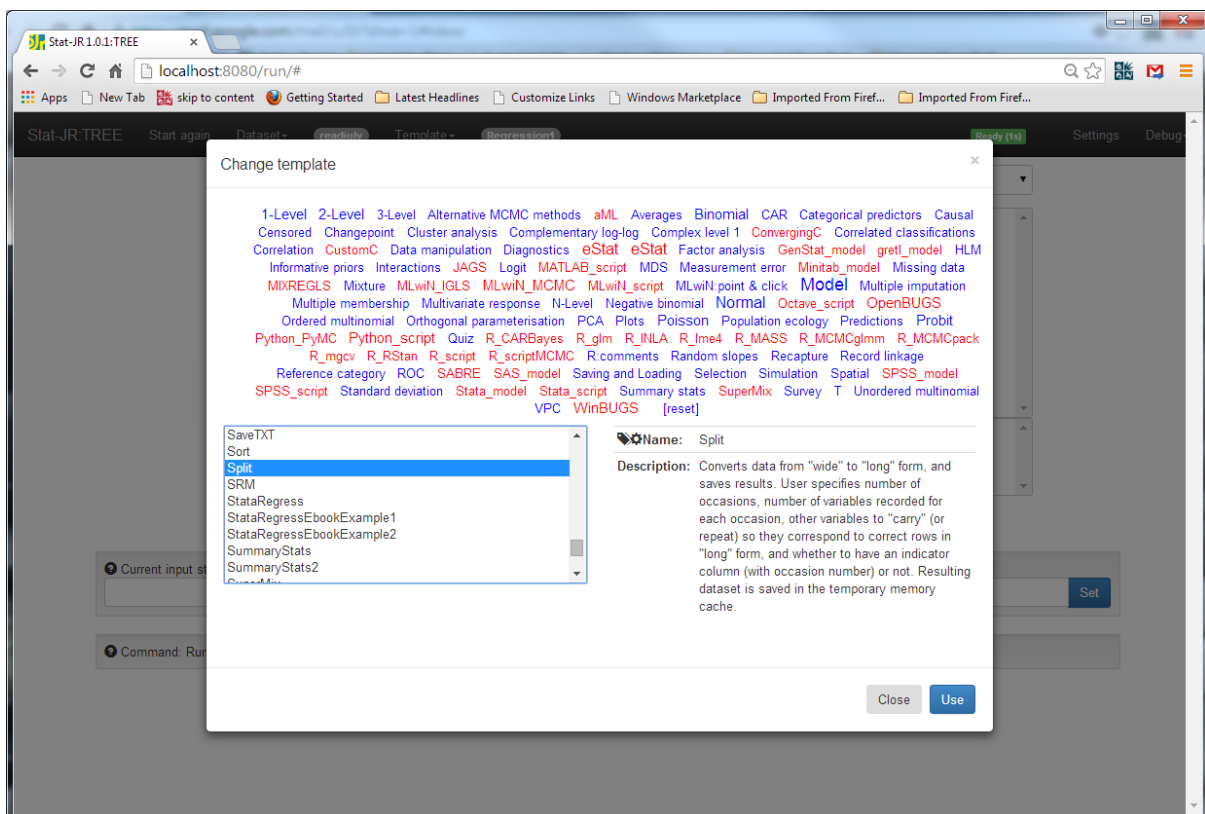 Stat-JR 1.0.1:TREE
localhost:8080/run/#
Apps New Tab skip to content Getting Started Latest Headlines Customize Links Windows Marketplace Imported From Firef... Imported From Firef...
Stat-JR:TREE Start again Dataset Template Regression1 Ready (1s) Settings Debug
Change template ×
1-Level 2-Level 3-Level Alternative MCMC methods aML Averages Binomial CAR Categorical predictors Causal
Censored Changepoint Cluster analysis Complementary log-log Complex level 1 ConvergingC Correlated classifications
Correlation CustomC Data manipulation Diagnostics eStat eStat Factor analysis GenStat_model gretl_model HLM
Informative priors Interactions JAGS Logit MATLAB_script MDS Measurement error Minitab_model Missing data
MIXREGLS Mixture MLwiN_IGLS MLwiN_MCMC MLwiN_script MLwiN:point & click Model Multiple imputation
Multiple membership Multivariate response N-Level Negative binomial Normal Octave_script OpenBUGS
Ordered multinomial Orthogonal parameterisation PCA Plots Poisson Population ecology Predictions Probit
Python_PyMC Python_script Quiz R_CARBayes R_glm R_INLA R_lme4 R_MASS R_MCMCglmm R_MCMCpack
R_mgcv R_RStan R_script R_scriptMCMC R:comments Random slopes Recapture Record linkage
Reference category ROC SABRE SAS_model Saving and Loading Selection Simulation Spatial SPSS_model
SPSS_script Standard deviation Stata_model Stata_script Summary stats SuperMix Survey T Unordered multinomial
VPC WinBUGS [reset]
SaveTXT
Sort
Split
SRM
StataRegress
StataRegressEbookExample1
StataRegressEbookExample2
SummaryStats
SummaryStats2
Name: Split
Description: Converts data from "wide" to "long" form, and
saves results. User specifies number of
occasions, number of variables recorded for
each occasion, other variables to "carry" (or
repeat) so they correspond to correct rows in
"long" form, and whether to have an indicator
column (with occasion number) or not. Resulting
dataset is saved in the temporary memory
cache.
Current input st
Set
Command: Run
Close Use